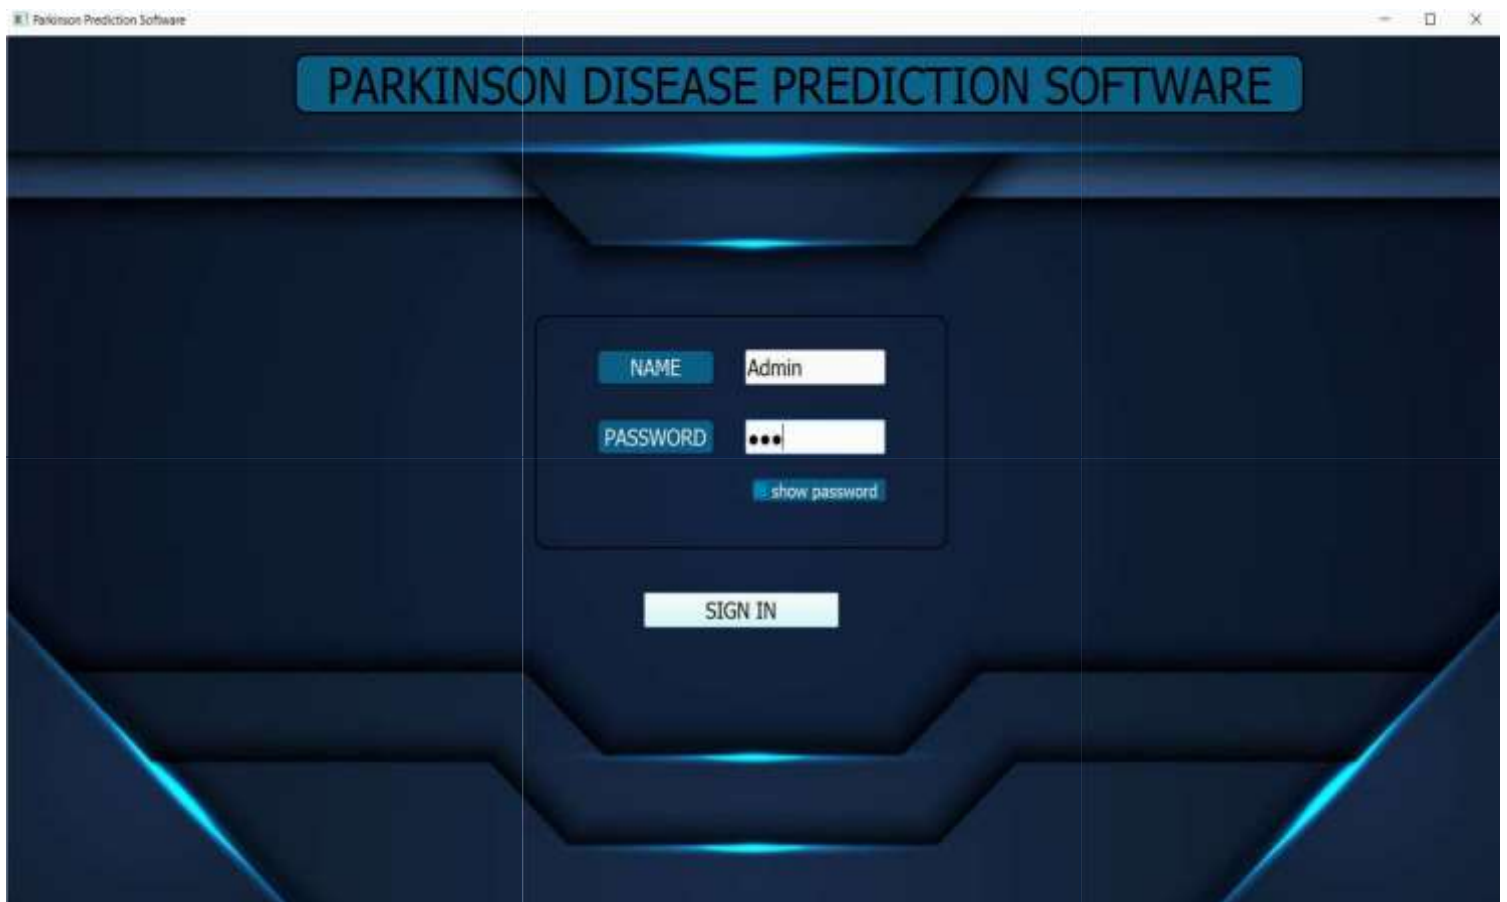 Parkinson Prediction Software
PARKINSON DISEASE PREDICTION SOFTWARE
NAME Admin
PASSWORD •••
show password
SIGN IN